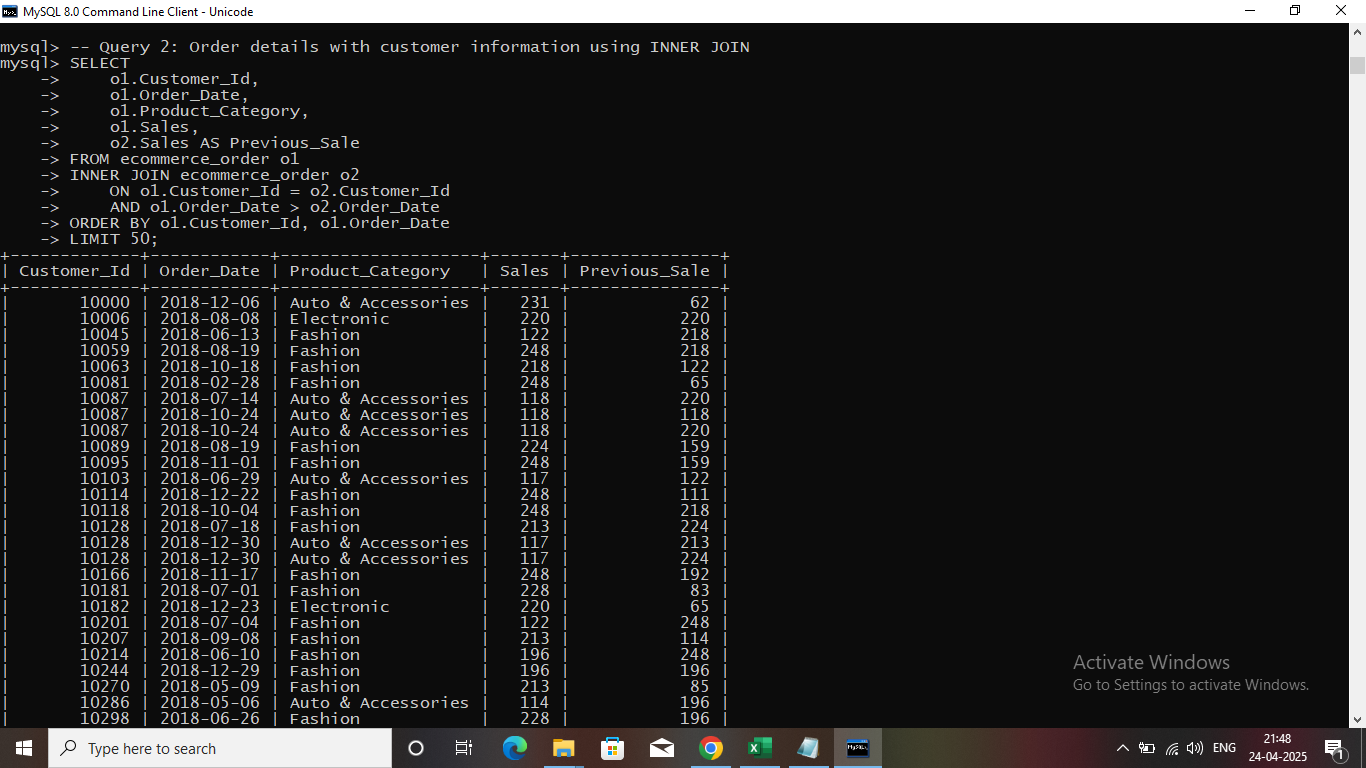 MySQL 8.0 Command Line Client - Unicode
mysql> -- Query 2: Order details with customer information using INNER JOIN
mysql> SELECT
    ->     o1.Customer_Id,
    ->     o1.Order_Date,
    ->     o1.Product_Category,
    ->     o1.Sales,
    ->     o2.Sales AS Previous_Sale
    -> FROM ecommerce_order o1
    -> INNER JOIN ecommerce_order o2
    ->     ON o1.Customer_Id = o2.Customer_Id
    ->     AND o1.Order_Date > o2.Order_Date
    -> ORDER BY o1.Customer_Id, o1.Order_Date
    -> LIMIT 50;
+-------------+------------+--------------------+-------+---------------+
| Customer_Id | Order_Date | Product_Category   | Sales | Previous_Sale |
+-------------+------------+--------------------+-------+---------------+
|       10000 | 2018-12-06 | Auto & Accessories |   231 |            62 |
|       10006 | 2018-08-08 | Electronic         |   220 |           220 |
|       10045 | 2018-06-13 | Fashion            |   122 |           218 |
|       10059 | 2018-08-19 | Fashion            |   248 |           218 |
|       10063 | 2018-10-18 | Fashion            |   218 |           122 |
|       10081 | 2018-02-28 | Fashion            |   248 |            65 |
|       10087 | 2018-07-14 | Auto & Accessories |   118 |           220 |
|       10087 | 2018-10-24 | Auto & Accessories |   118 |           118 |
|       10087 | 2018-10-24 | Auto & Accessories |   118 |           220 |
|       10089 | 2018-08-19 | Fashion            |   224 |           159 |
|       10095 | 2018-11-01 | Fashion            |   248 |           159 |
|       10103 | 2018-06-29 | Auto & Accessories |   117 |           122 |
|       10114 | 2018-12-22 | Fashion            |   248 |           111 |
|       10118 | 2018-10-04 | Fashion            |   248 |           218 |
|       10128 | 2018-07-18 | Fashion            |   213 |           224 |
|       10128 | 2018-12-30 | Auto & Accessories |   117 |           213 |
|       10128 | 2018-12-30 | Auto & Accessories |   117 |           224 |
|       10166 | 2018-11-17 | Fashion            |   248 |           192 |
|       10181 | 2018-07-01 | Fashion            |   228 |            83 |
|       10182 | 2018-12-23 | Electronic         |   220 |            65 |
|       10201 | 2018-07-04 | Fashion            |   122 |           248 |
|       10207 | 2018-09-08 | Fashion            |   213 |           114 |
|       10214 | 2018-06-10 | Fashion            |   196 |           248 |
|       10244 | 2018-12-29 | Fashion            |   196 |           196 |
|       10270 | 2018-05-09 | Fashion            |   213 |            85 |
|       10286 | 2018-05-06 | Auto & Accessories |   114 |           196 |
|       10298 | 2018-06-26 | Fashion            |   228 |           196 |
Activate Windows
Go to Settings to activate Windows.
Type here to search
MySQL
ENG
21:48
24-04-2025
1